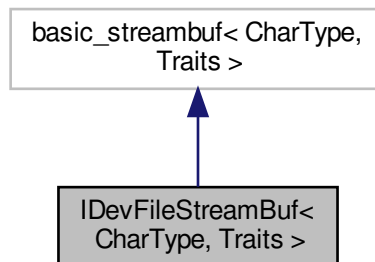 basic_streambuf< CharType,
Traits >
IDevFileStreamBuf<
CharType, Traits >